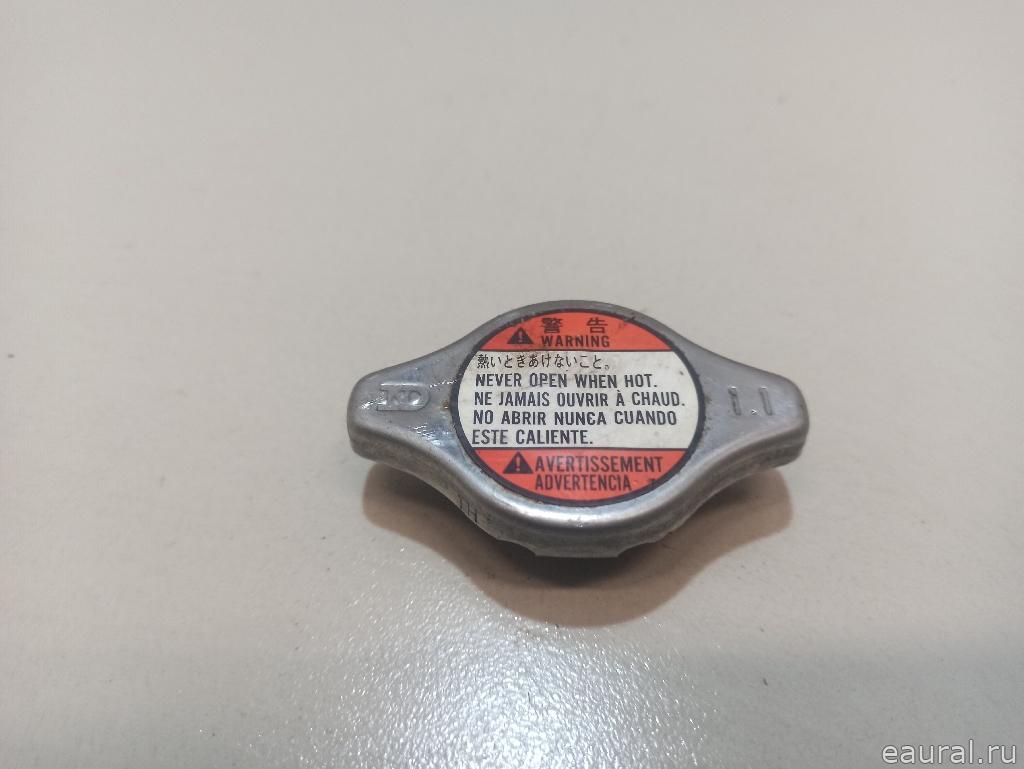 警告
WARNING
熱いときあけないこと。
NEVER OPEN WHEN HOT.
NE JAMAIS OUVRIR À CHAUD.
NO ABRIR NUNCA CUANDO
ESTE CALIENTE.
AVERTISSEMENT
ADVERTENCIA
1.1
eaural.ru